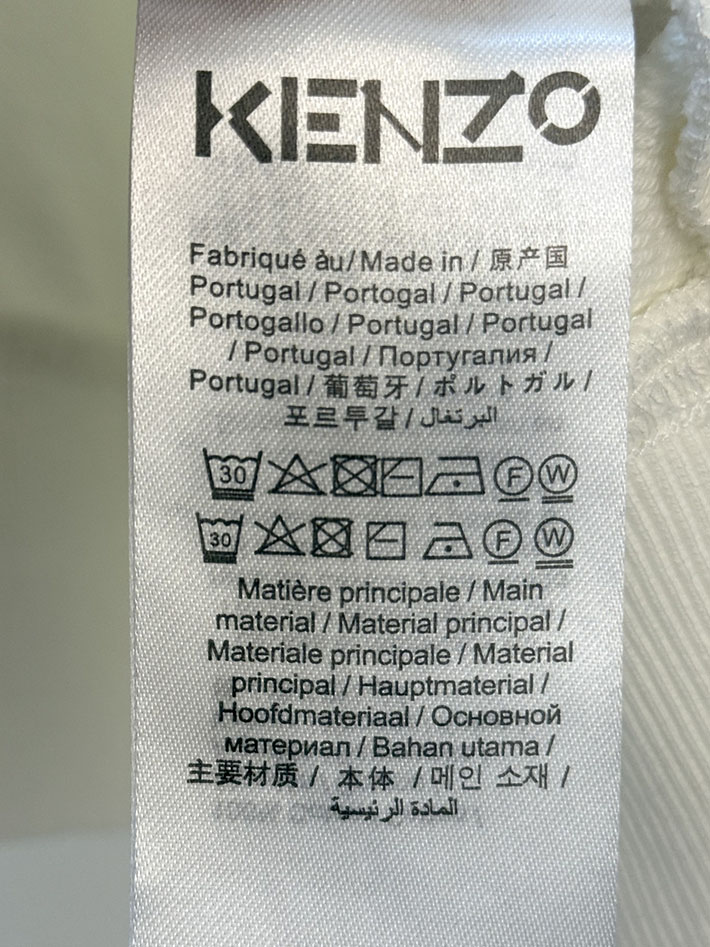 KENZO
Fabriqué àu/Made in / 原产国
Portugal / Portogal / Portugal /
Portogallo / Portugal / Portugal
/ Portugal / Португалия /
Portugal / 葡萄牙 / ポルトガル /
포르투갈 / البرتغال
30 F W
30 F W
Matière principale / Main
material / Material principal /
Materiale principale / Material
principal / Hauptmaterial /
Hoofdmateriaal / Основной
материал / Bahan utama /
主要材质 / 本体 / 메인 소재 /
المادة الرئيسية